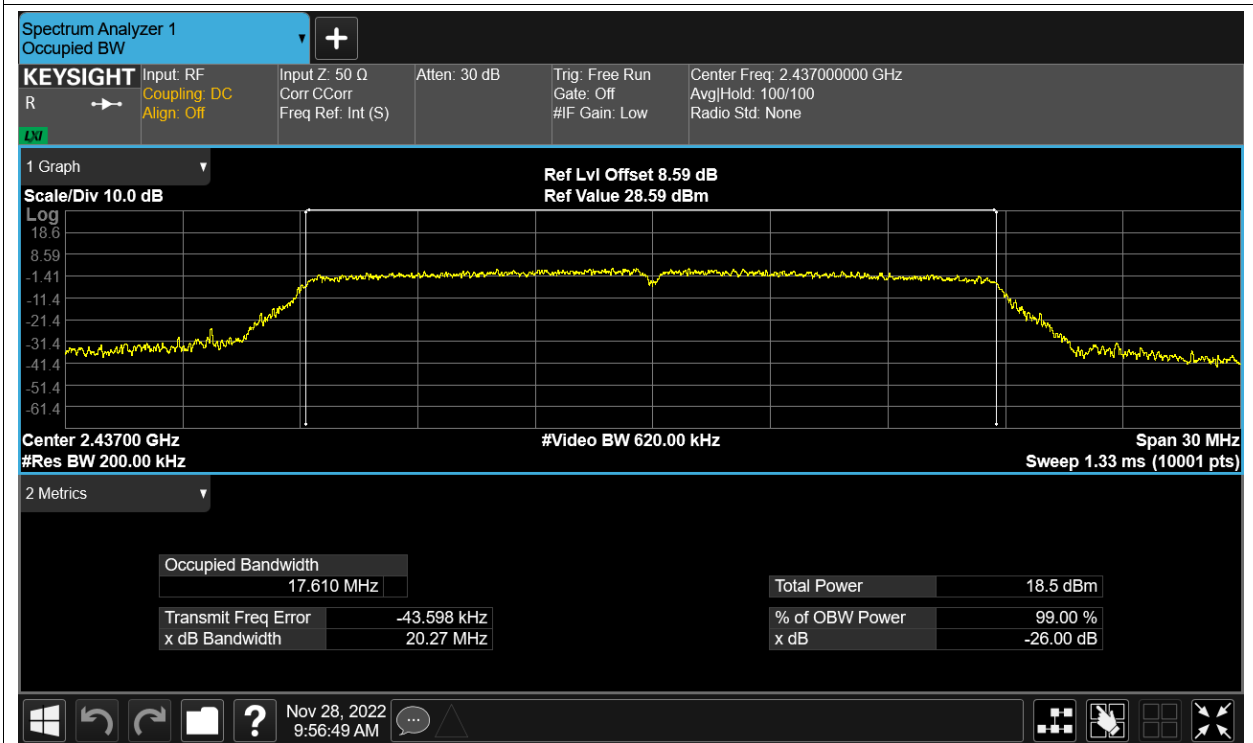 Spectrum Analyzer 1
Occupied BW
KEYSIGHT
R
LXI
Input: RF
Coupling: DC
Align: Off
Input Z: 50 Ω
Corr CCorr
Freq Ref: Int (S)
Atten: 30 dB
Trig: Free Run
Gate: Off
#IF Gain: Low
Center Freq: 2.437000000 GHz
Avg|Hold: 100/100
Radio Std: None
1 Graph
Scale/Div 10.0 dB
Ref Lvl Offset 8.59 dB
Ref Value 28.59 dBm
Log
18.6
8.59
-1.41
-11.4
-21.4
-31.4
-41.4
-51.4
-61.4
Center 2.43700 GHz
#Res BW 200.00 kHz
#Video BW 620.00 kHz
Span 30 MHz
Sweep 1.33 ms (10001 pts)
2 Metrics
Occupied Bandwidth
17.610 MHz
Transmit Freq Error -43.598 kHz
x dB Bandwidth 20.27 MHz
Total Power 18.5 dBm
% of OBW Power 99.00 %
x dB -26.00 dB
?
Nov 28, 2022
9:56:49 AM